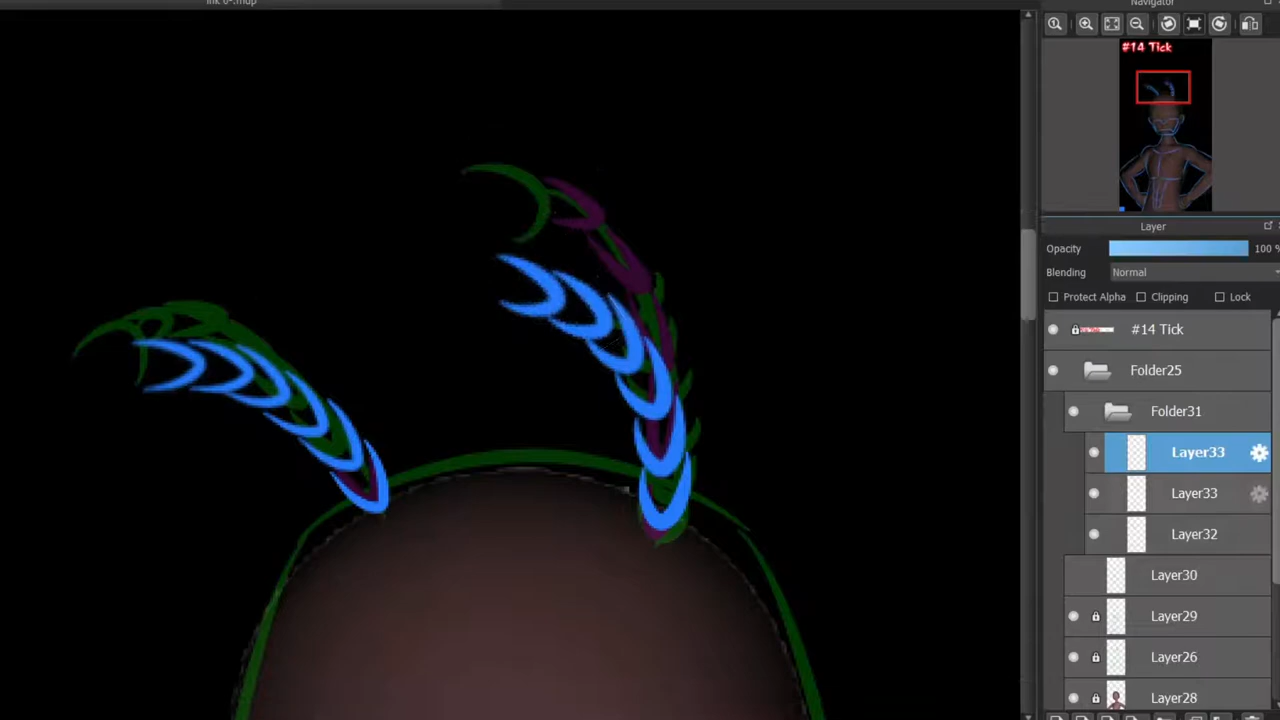 Navigator
#14 Tick
Layer
Opacity 100 %
Blending Normal
Protect Alpha Clipping Lock
#14 Tick
Folder25
Folder31
Layer33
Layer33
Layer32
Layer30
Layer29
Layer26
Layer28